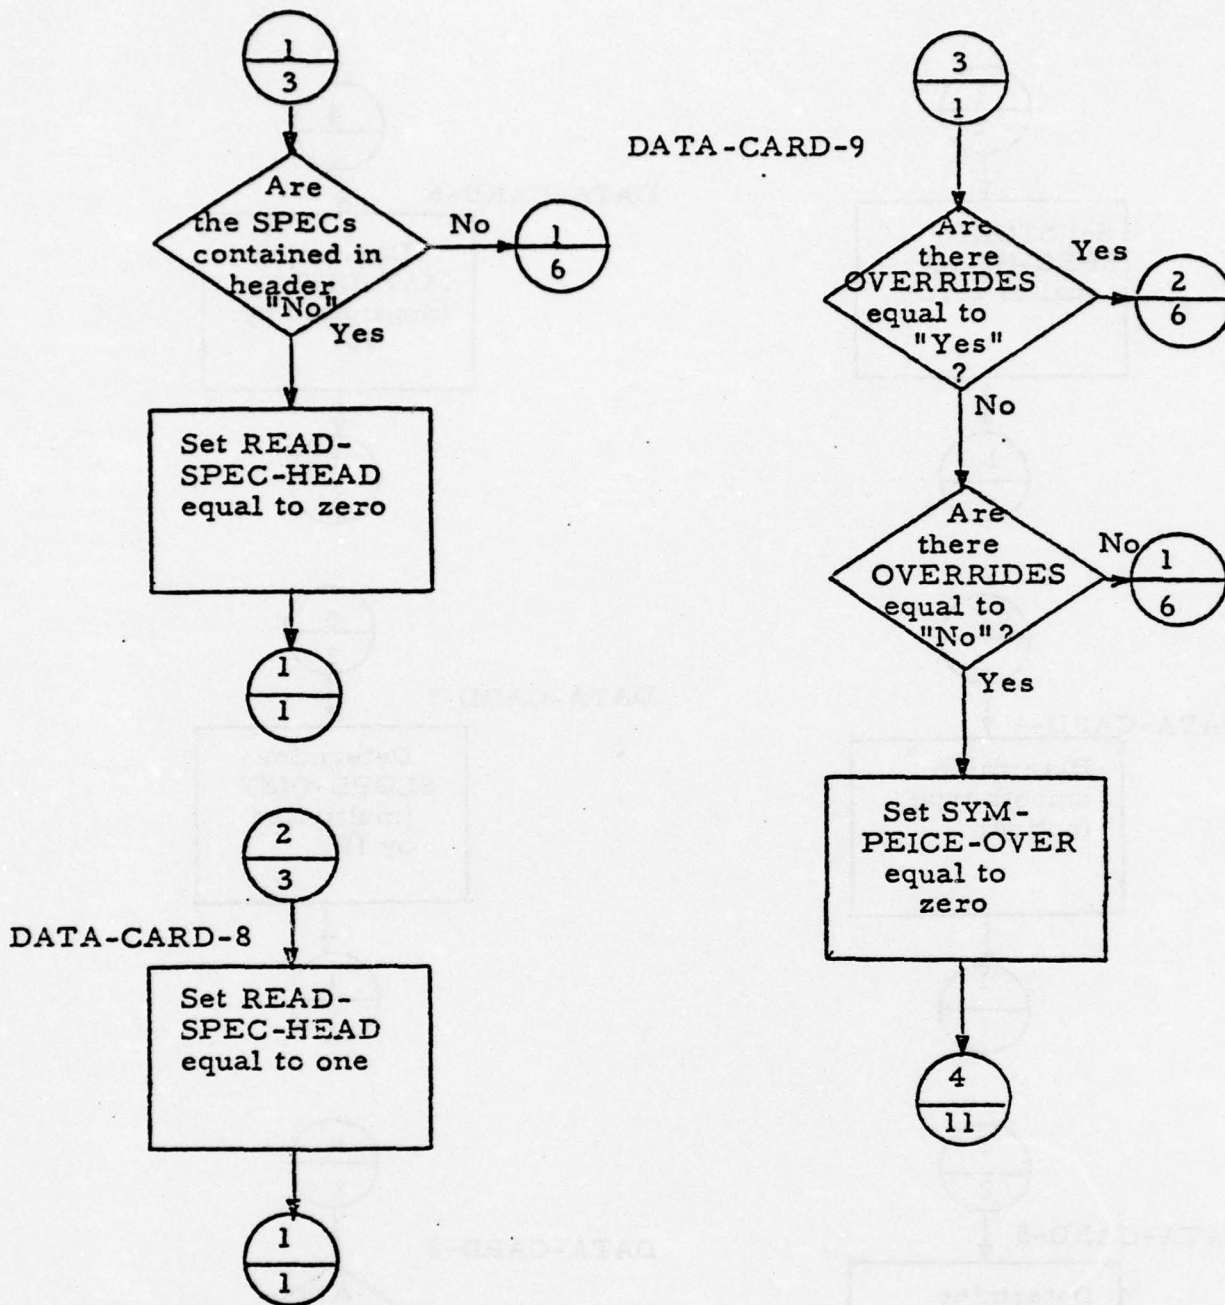 1
3
Are
the SPECs
contained in
header
"No"
No
1
6
Yes
Set READ-
SPEC-HEAD
equal to zero
1
1
2
3
DATA-CARD-8
Set READ-
SPEC-HEAD
equal to one
1
1
3
1
DATA-CARD-9
Are
there
OVERRIDES
equal to
"Yes"
?
Yes
2
6
No
Are
there
OVERRIDES
equal to
"No"?
No
1
6
Yes
Set SYM-
PEICE-OVER
equal to
zero
4
11